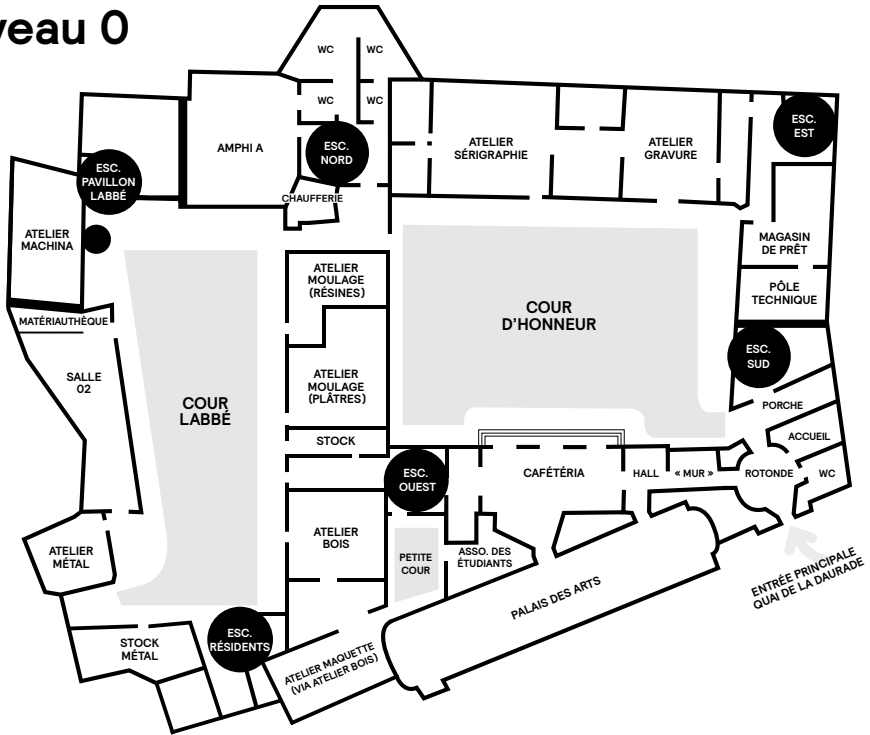 veau 0
WC
WC
WC
WC
AMPHI A
ESC.
NORD
CHAUFFERIE
ATELIER
SÉRIGRAPHIE
ATELIER
GRAVURE
ESC.
EST
ESC.
PAVILLON
LABBÉ
ATELIER
MACHINA
MATÉRIAUTHÈQUE
SALLE
02
COUR
LABBÉ
ATELIER
MOULAGE
(RÉSINES)
ATELIER
MOULAGE
(PLÂTRES)
STOCK
COUR
D’HONNEUR
MAGASIN
DE PRÊT
PÔLE
TECHNIQUE
ESC.
SUD
PORCHE
ACCUEIL
ESC.
OUEST
CAFÉTÉRIA
HALL
« MUR »
ROTONDE
WC
ATELIER
BOIS
PETITE
COUR
ASSO. DES
ÉTUDIANTS
PALAIS DES ARTS
ENTRÉE PRINCIPALE
QUAI DE LA DAURADE
ATELIER
MÉTAL
STOCK
MÉTAL
ESC.
RÉSIDENTS
ATELIER MAQUETTE
(VIA ATELIER BOIS)